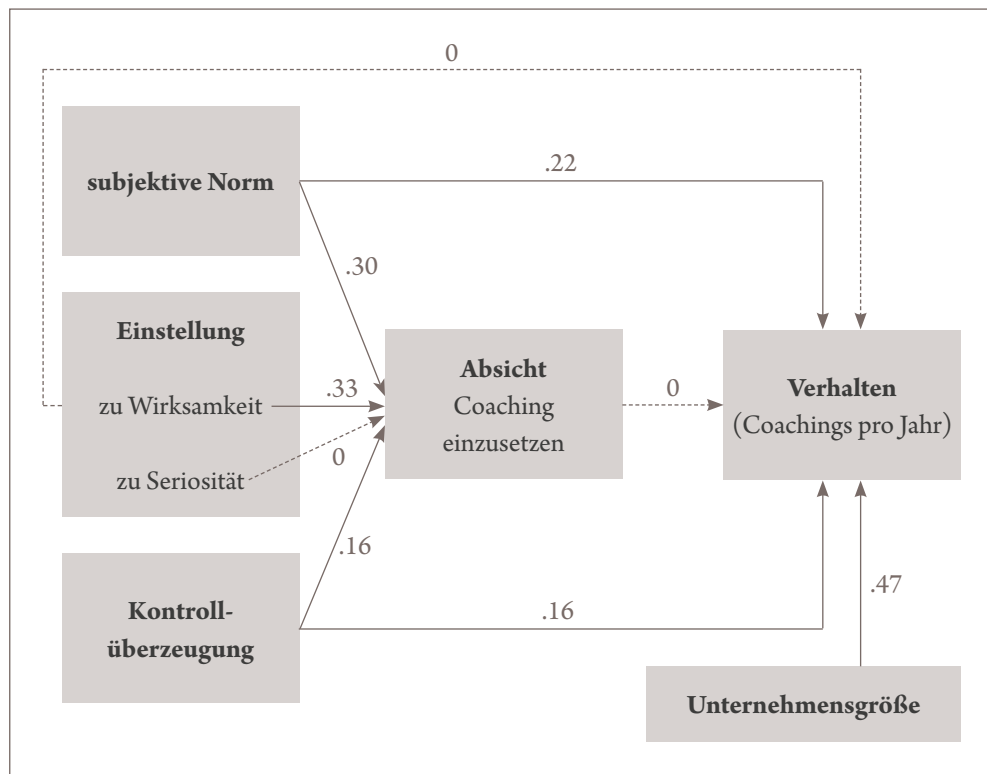 0
subjektive Norm
.22
.30
Einstellung
zu Wirksamkeit
.33
zu Seriosität
0
Absicht
Coaching
einzusetzen
0
Verhalten
(Coachings pro Jahr)
Kontroll-
überzeugung
.16
.16
.47
Unternehmensgröße